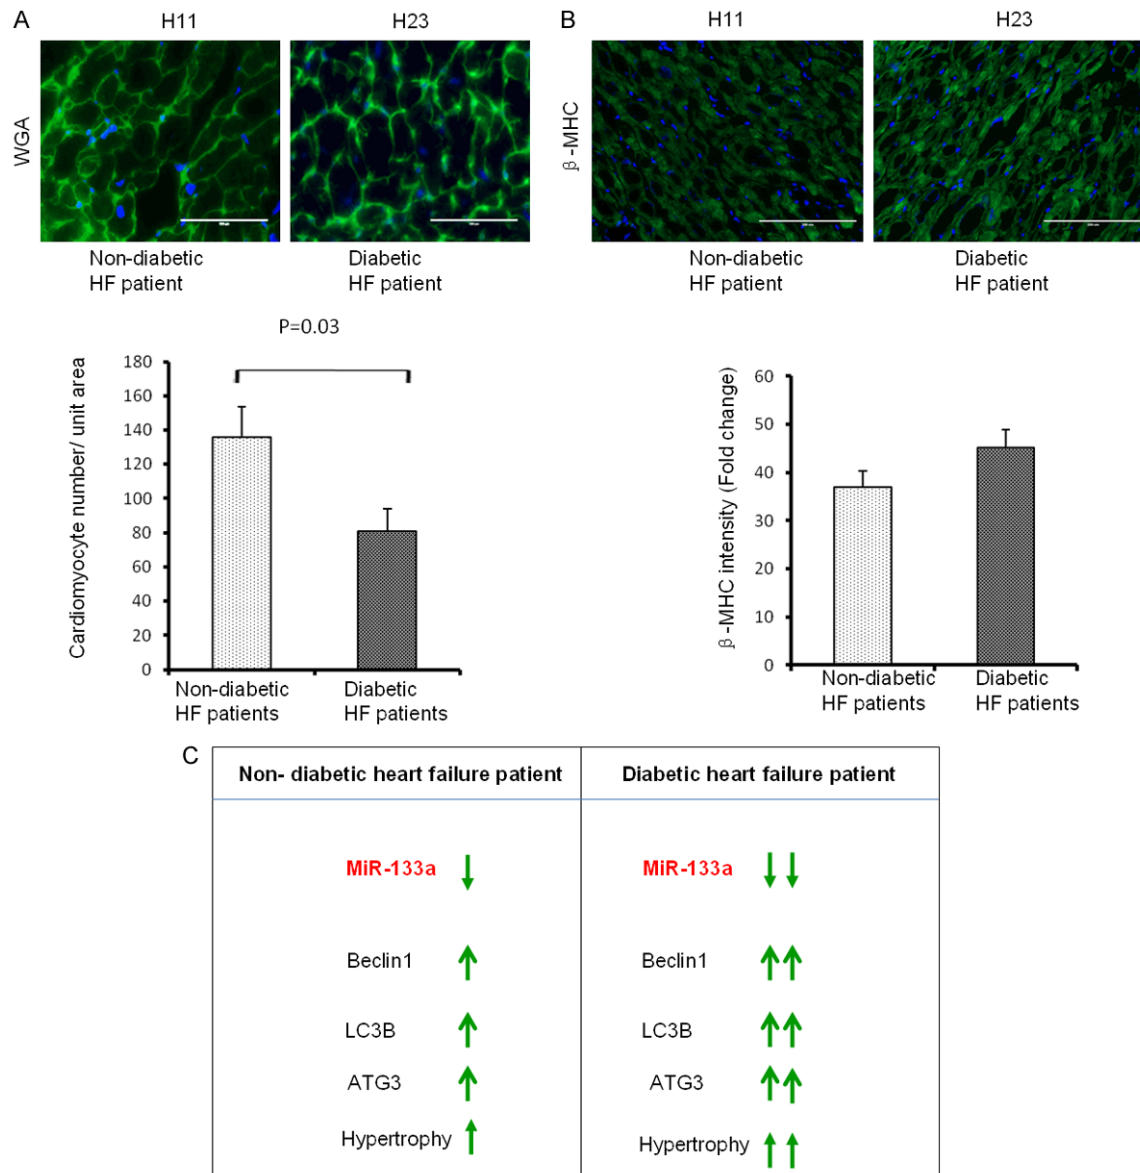 A
H11
H23
WGA
Non-diabetic
HF patient
Diabetic
HF patient
P=0.03
Cardiomyocyte number/ unit area
180
160
140
120
100
80
60
40
20
0
Non-diabetic
HF patients
Diabetic
HF patients
B
H11
H23
β-MHC
Non-diabetic
HF patient
Diabetic
HF patient
β-MHC intensity (Fold change)
60
50
40
30
20
10
0
Non-diabetic
HF patients
Diabetic
HF patients
C
Non- diabetic heart failure patient
Diabetic heart failure patient
MiR-133a ↓
MiR-133a ↓↓
Beclin1 ↑
Beclin1 ↑↑
LC3B ↑
LC3B ↑↑
ATG3 ↑
ATG3 ↑↑
Hypertrophy ↑
Hypertrophy ↑↑